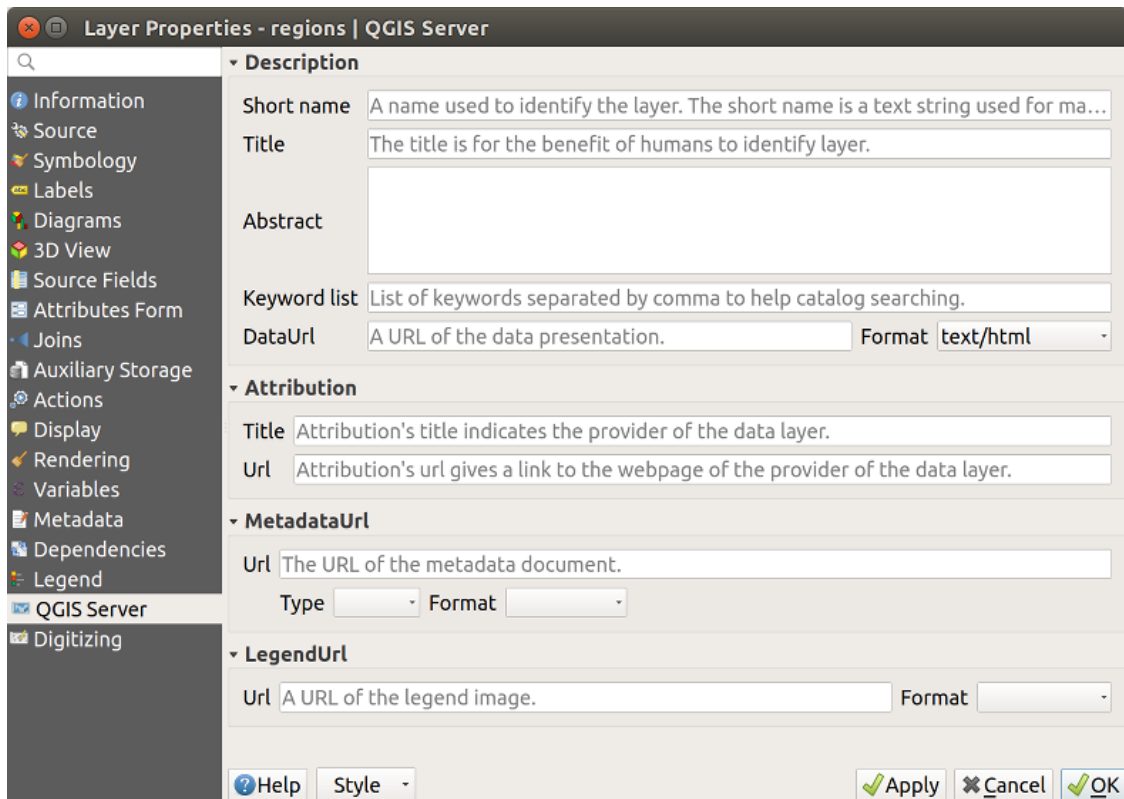 Layer Properties - regions | QGIS Server
Information
Source
Symbology
Labels
Diagrams
3D View
Source Fields
Attributes Form
Joins
Auxiliary Storage
Actions
Display
Rendering
Variables
Metadata
Dependencies
Legend
QGIS Server
Digitizing
Description
Short name A name used to identify the layer. The short name is a text string used for ma...
Title The title is for the benefit of humans to identify layer.
Abstract
Keyword list List of keywords separated by comma to help catalog searching.
DataUrl A URL of the data presentation. Format text/html
Attribution
Title Attribution's title indicates the provider of the data layer.
Url Attribution's url gives a link to the webpage of the provider of the data layer.
MetadataUrl
Url The URL of the metadata document.
Type Format
LegendUrl
Url A URL of the legend image. Format
Help Style Apply Cancel OK